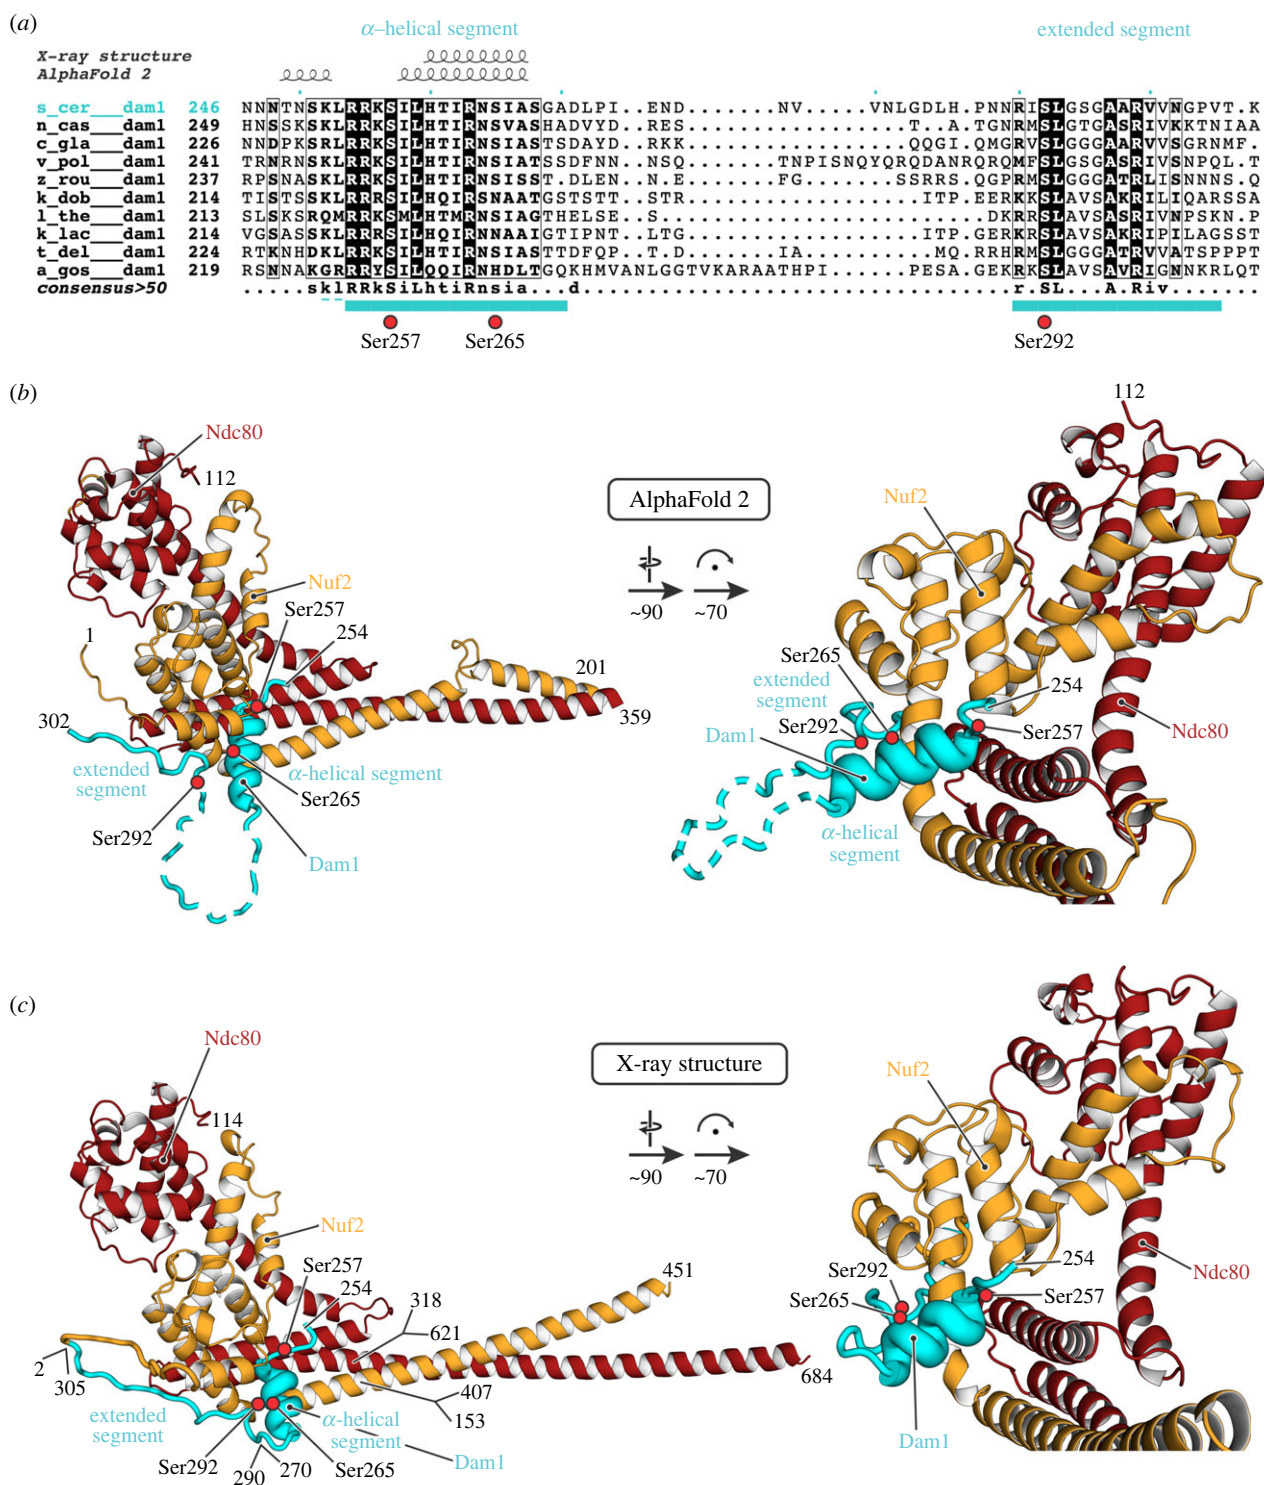 (a)
α–helical segment
extended segment
X-ray structure
AlphaFold 2
s_cer___dam1 246 NNNTNSKLRRKSILHTIRNSIASGADLPI..END.......NV.....VNLGDLH.PNNRISLGSGAARVVNGPVT.K
n_cas___dam1 249 HNSSKSKLRRKSILHTIRNSVASHADVYD..RES.................T..A.TGNRMSLGTGASRIVKKTNIAA
c_gla___dam1 226 NNDPKSRLRRKSILHTIRNSIASTSDAYD..RKK..............QQGI.QMGRVSLGGGAARVVSGRNMF.
v_pol___dam1 241 TRNRNSKLRRKSILHTIRNSIATSSDFNN..NSQ.......TNPISNQYQRQDANRQRQMFSLGSGASRIVSNPQL.T
z_rou___dam1 237 RPSNASKLRRKSILHTIRNSISST.DLEN..N.E.......FG.......SSRRS.QGPRMSLGGGATRLISNNNS.Q
k_dob___dam1 214 TISTSSKLRRKSILHQIRNSNAATGSTSTT..STR..................ITP.EERKKSLAVSAKRILIQARSSA
l_the___dam1 213 SLSKSRQMRRKSMLHTMRNSIAGTHELSE..S.......................DKRRSLAVSASRIVNPSKN.P
k_lac___dam1 214 VGSASSKLRRKSILHQIRNNAAIGTIPNT..LTG..................ITP.GERKRSLAVSAKRIPILAGSST
t_del___dam1 224 RTKNHDKLRRKSILHTIRNSIASTTDFQP..T.D.......IA......MQ.RRHRMSLGGGATRVVATSPPPT
a_gos___dam1 219 RSNNAKGRRRYSILQQIRNHDLTGQKHMVANLGGTVKARAATHPI.......PESA.GEKRKSLAVSAVRIGNNKRLQT
consensus>50 .....sklRRkSiLhtiRnsia...d..................................r.SL...A.Riv.......
Ser257
Ser265
Ser292
(b)
Ndc80
112
Nuf2
Ser257
254
1
201
359
302
extended
segment
α-helical segment
Ser265
Ser292
Dam1
AlphaFold 2
~90
~70
112
Nuf2
Ser265
extended
segment
Ser292
Dam1
254
Ser257
Ndc80
α-helical
segment
(c)
Ndc80
114
Nuf2
Ser257
254
318
621
451
2
305
684
407
153
extended
segment
α-helical
segment
Ser292
290
270
Ser265
Dam1
X-ray structure
~90
~70
Nuf2
254
Ser292
Ser265
Ser257
Ndc80
Dam1